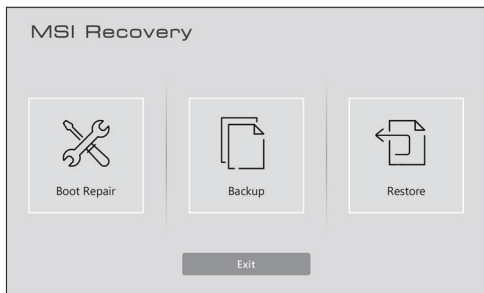 MSI Recovery
Boot Repair
Backup
Restore
Exit